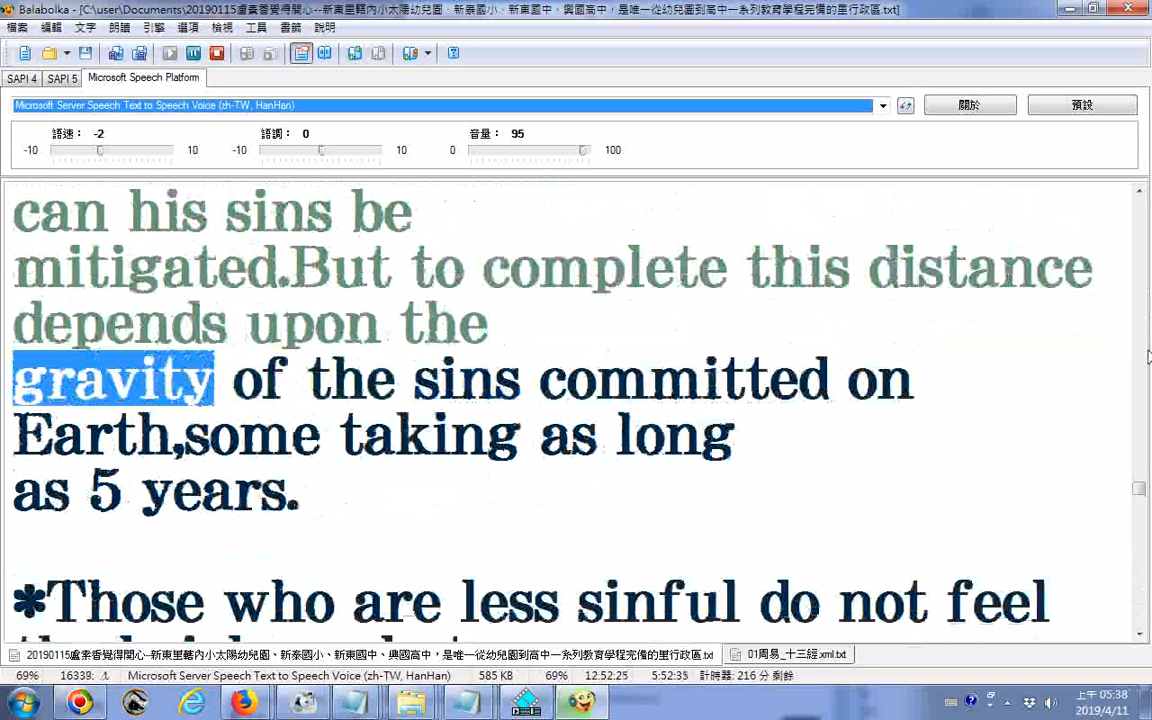 Balabolka - [C:\user\Documents\20190115盧素香覺得開心--新東里轄內小太陽幼兒園、新泰國小、新東國中、興國高中，是唯一從幼兒園到高中一系列教育學程完備的里行政區.txt]
檔案 編輯 文字 朗讀 引擎 選項 檢視 工具 書籤 說明
SAPI 4 SAPI 5 Microsoft Speech Platform
Microsoft Server Speech Text to Speech Voice (zh-TW, HanHan) 關於 預設
語速： -2 語調： 0 音量： 95
-10 10 -10 10 0 100
can his sins be
mitigated.But to complete this distance
depends upon the
gravity of the sins committed on
Earth,some taking as long
as 5 years.
*Those who are less sinful do not feel
20190115盧素香覺得開心--新東里轄內小太陽幼兒園、新泰國小、新東國中、興國高中，是唯一從幼兒園到高中一系列教育學程完備的里行政區.txt 01周易_十三經.xml.txt
69% 16339: 1 Microsoft Server Speech Text to Speech Voice (zh-TW, HanHan) 585 KB 69% 12:52:25 5:52:35 計時器: 216 分 剩餘
上午 05:38
2019/4/11